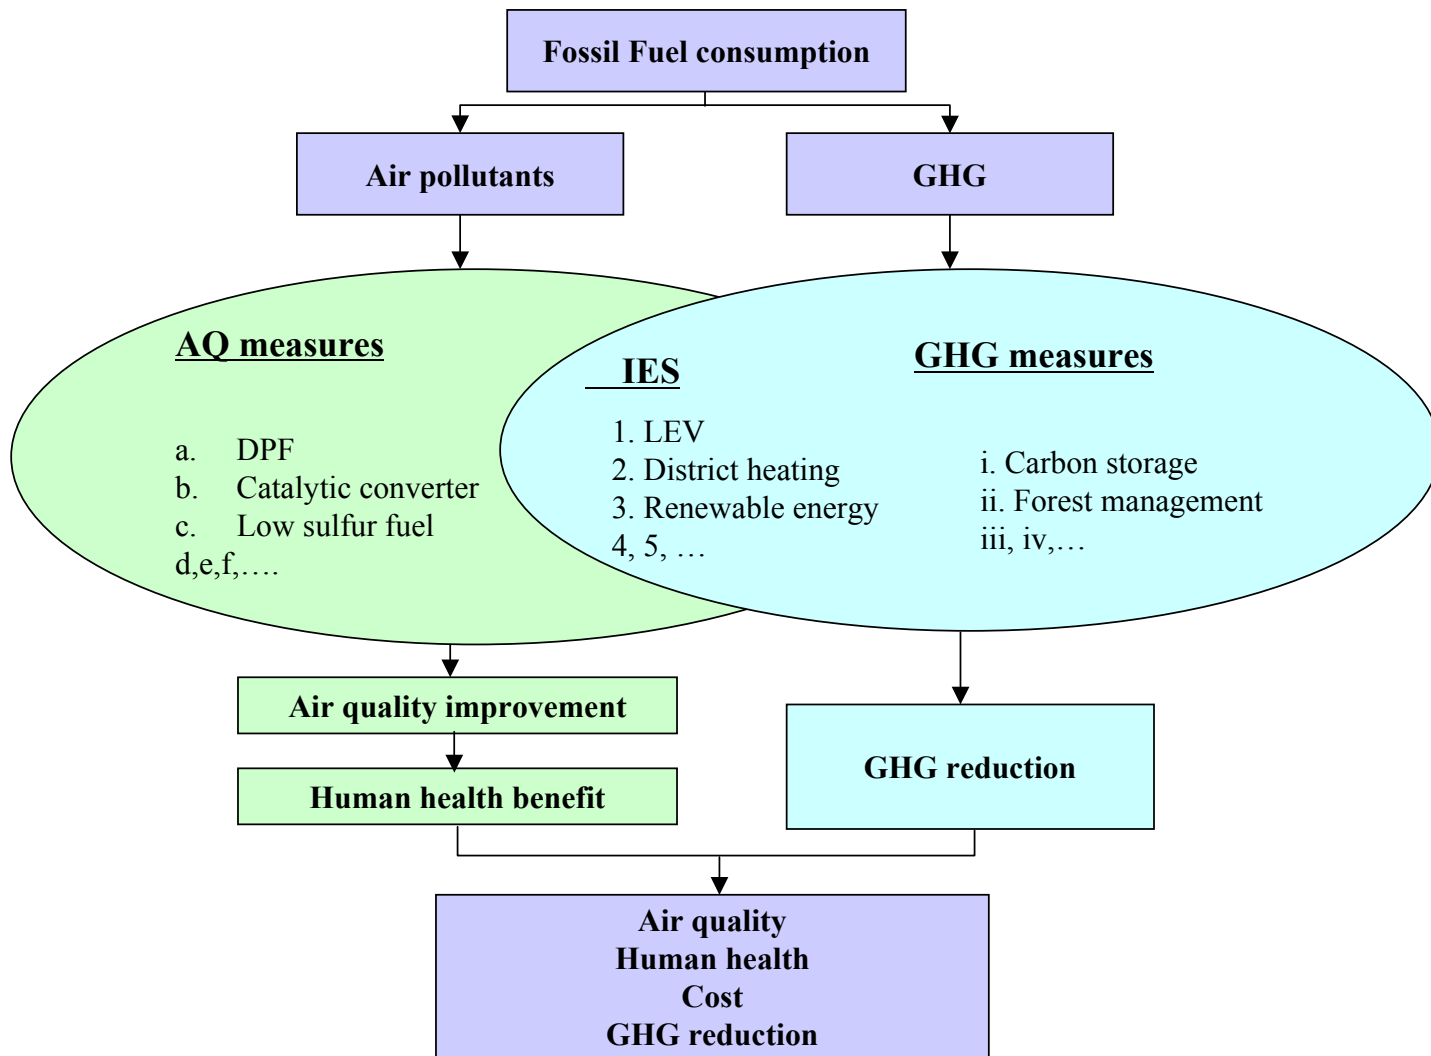 Fossil Fuel consumption
Air pollutants
GHG
AQ measures
a. DPF
b. Catalytic converter
c. Low sulfur fuel
d,e,f,….
IES
1. LEV
2. District heating
3. Renewable energy
4, 5, …
GHG measures
i. Carbon storage
ii. Forest management
iii, iv,…
Air quality improvement
Human health benefit
GHG reduction
Air quality
Human health
Cost
GHG reduction